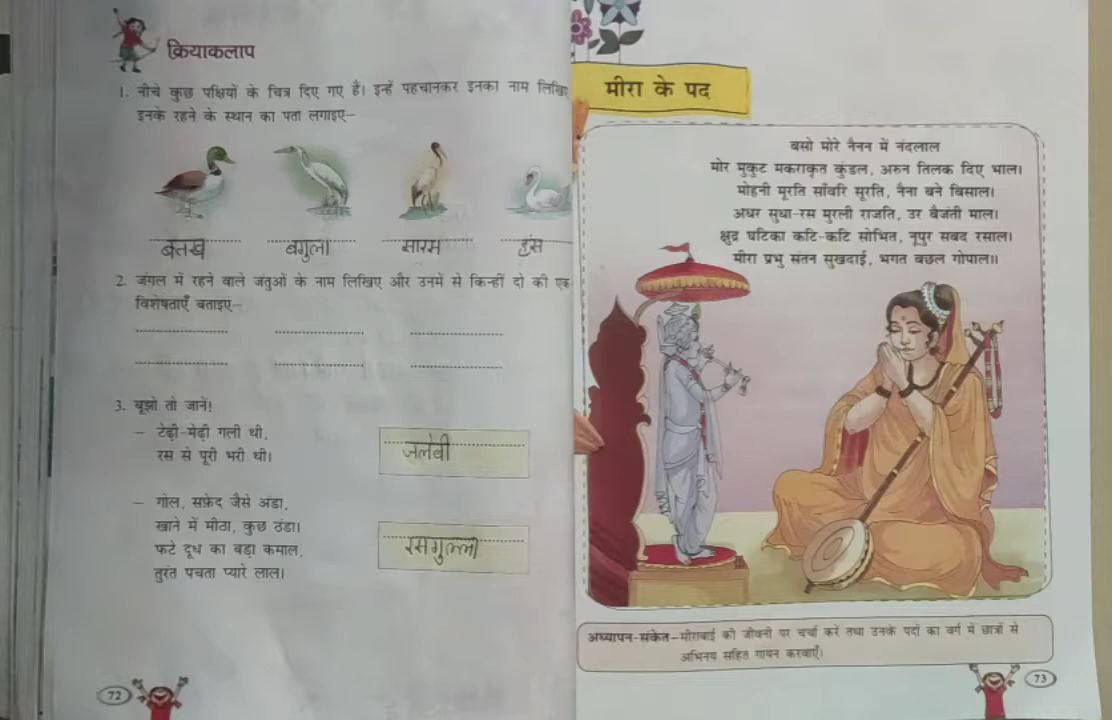 क्रियाकलाप
1. नीचे कुछ पक्षियों के चित्र दिए गए हैं। इन्हें पहचानकर इनका नाम लिखिए
इनके रहने के स्थान का पता लगाइए–
बतख बगुला सारस हंस
2. जंगल में रहने वाले जंतुओं के नाम लिखिए और उनमें से किन्हीं दो की एक
विशेषताएँ बताइए–
3. बूझो तो जानें!
– टेढ़ी-मेढ़ी गली थी,
रस से पूरी भरी थी।
जलेबी
– गोल, सफ़ेद जैसे अंडा,
खाने में मीठा, कुछ ठंडा।
फटे दूध का बड़ा कमाल,
तुरंत पचता प्यारे लाल।
रसगुल्ला
72
मीरा के पद
बसो मोरे नैनन में नंदलाल
मोर मुकुट मकराकृत कुंडल, अरुन तिलक दिए भाल।
मोहनी मूरति साँवरि सूरति, नैना बने बिसाल।
अधर सुधा-रस मुरली राजति, उर बैजंती माल।
क्षुद्र घटिका कटि-कटि सोभित, नूपुर सबद रसाल।
मीरा प्रभु संतन सुखदाई, भगत बछल गोपाल॥
अध्यापन-संकेत–मीराबाई की जीवनी पर चर्चा करें तथा उनके पदों का वर्ग में छात्रों से
अभिनय सहित गायन करवाएँ।
73